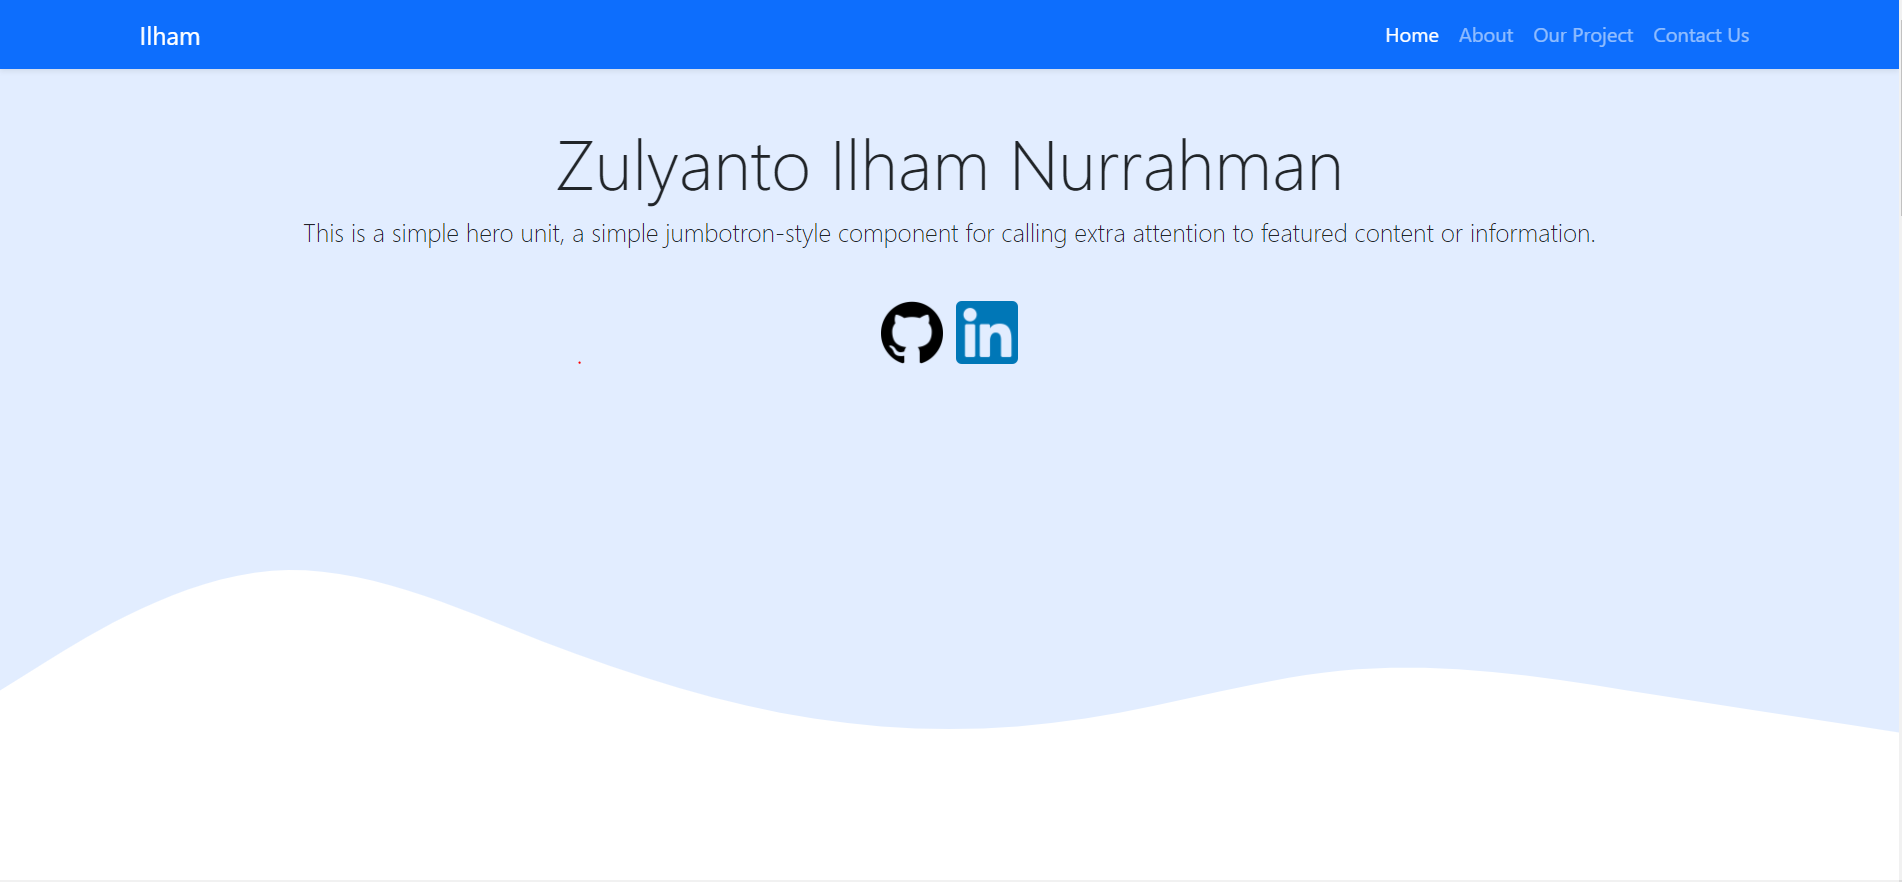 Ilham
Home About Our Project Contact Us
Zulyanto Ilham Nurrahman
This is a simple hero unit, a simple jumbotron-style component for calling extra attention to featured content or information.
in